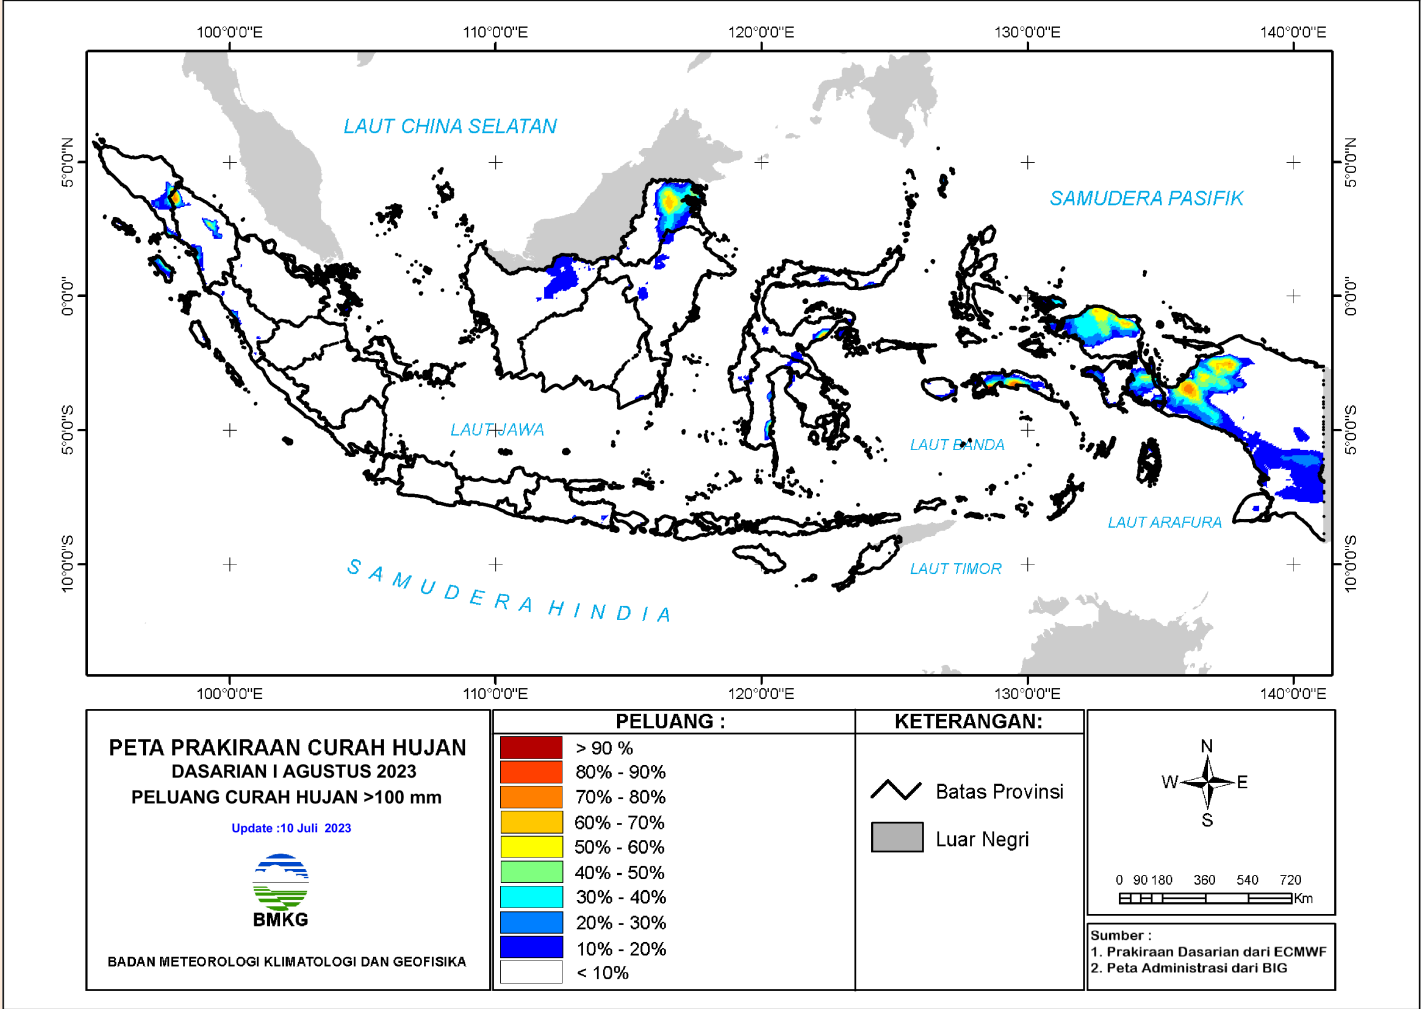 100°0'0"E 110°0'0"E 120°0'0"E 130°0'0"E 140°0'0"E
5°0'0"N
0°0'0"
5°0'0"S
10°0'0"S
LAUT CHINA SELATAN
SAMUDERA PASIFIK
LAUT JAWA
LAUT BANDA
LAUT ARAFURA
LAUT TIMOR
SAMUDERA HINDIA
5°0'0"N
0°0'0"
5°0'0"S
10°0'0"S
100°0'0"E 110°0'0"E 120°0'0"E 130°0'0"E 140°0'0"E
PETA PRAKIRAAN CURAH HUJAN
DASARIAN I AGUSTUS 2023
PELUANG CURAH HUJAN >100 mm
Update :10 Juli 2023
BMKG
BADAN METEOROLOGI KLIMATOLOGI DAN GEOFISIKA
PELUANG :
> 90 %
80% - 90%
70% - 80%
60% - 70%
50% - 60%
40% - 50%
30% - 40%
20% - 30%
10% - 20%
< 10%
KETERANGAN:
Batas Provinsi
Luar Negri
N
W E
S
0 90 180 360 540 720
Km
Sumber :
1. Prakiraan Dasarian dari ECMWF
2. Peta Administrasi dari BIG